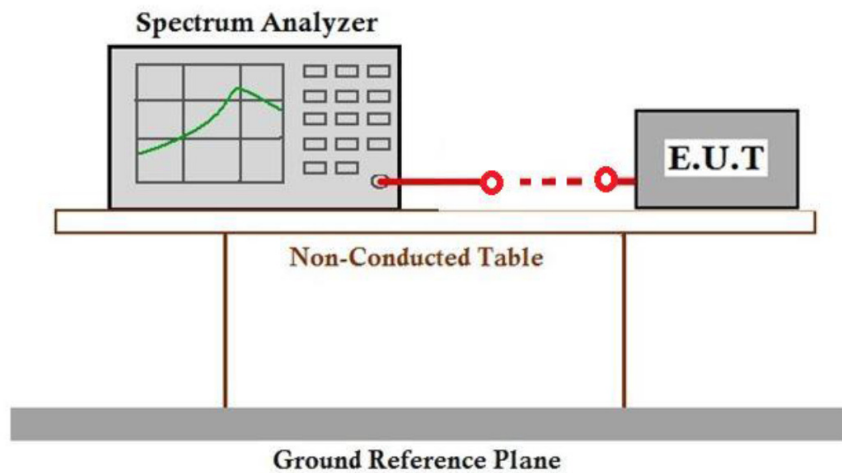 Spectrum Analyzer
E.U.T
Non-Conducted Table
Ground Reference Plane